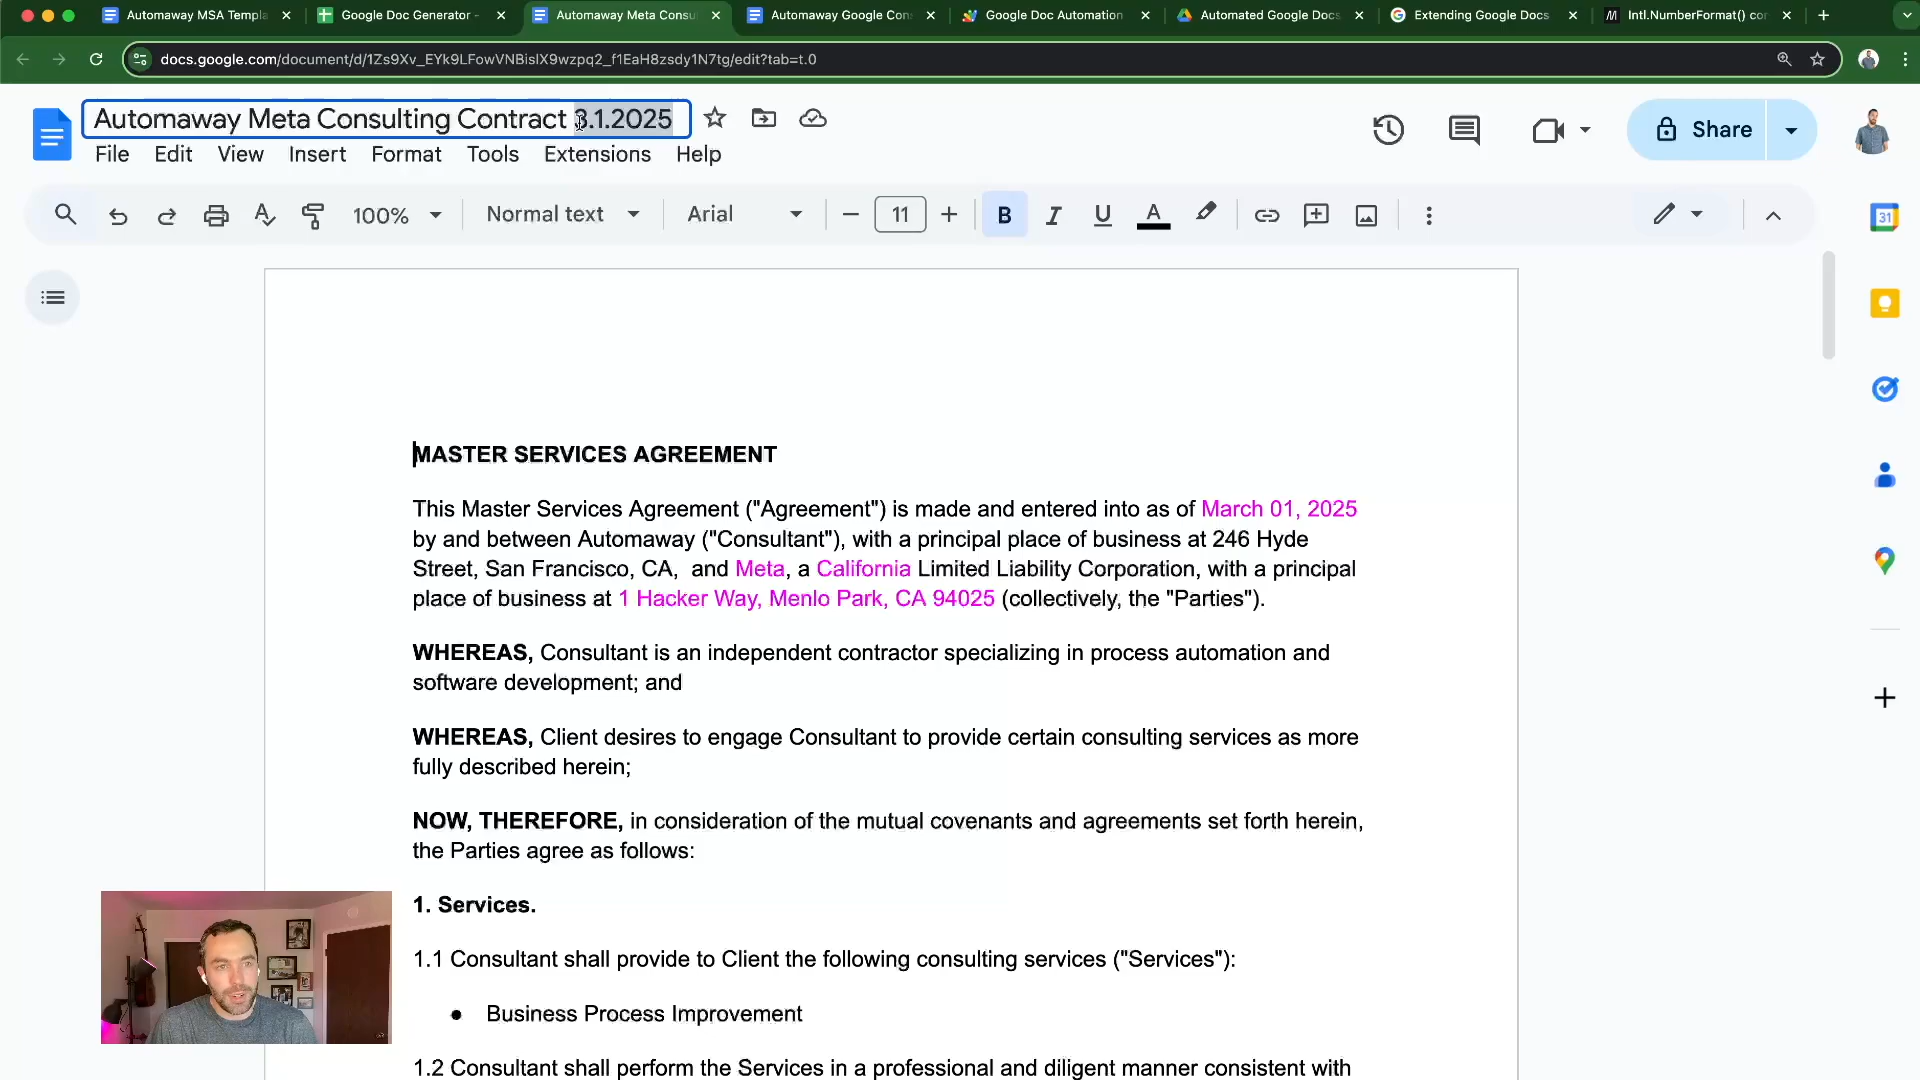 Automaway MSA Templa
Google Doc Generator -
Automaway Meta Consu
Automaway Google Con
Google Doc Automation
Automated Google Docs
Extending Google Docs
Intl.NumberFormat() co
docs.google.com/document/d/1Zs9Xv_EYk9LFowVNBislX9wzpq2_f1EaH8zsdy1N7tg/edit?tab=t.0
Automaway Meta Consulting Contract 3.1.2025
Share
File Edit View Insert Format Tools Extensions Help
100% Normal text Arial 11 B I U A
31
MASTER SERVICES AGREEMENT
This Master Services Agreement ("Agreement") is made and entered into as of March 01, 2025
by and between Automaway ("Consultant"), with a principal place of business at 246 Hyde
Street, San Francisco, CA, and Meta, a California Limited Liability Corporation, with a principal
place of business at 1 Hacker Way, Menlo Park, CA 94025 (collectively, the "Parties").
WHEREAS, Consultant is an independent contractor specializing in process automation and
software development; and
WHEREAS, Client desires to engage Consultant to provide certain consulting services as more
fully described herein;
NOW, THEREFORE, in consideration of the mutual covenants and agreements set forth herein,
the Parties agree as follows:
1. Services.
1.1 Consultant shall provide to Client the following consulting services ("Services"):
● Business Process Improvement
1.2 Consultant shall perform the Services in a professional and diligent manner consistent with